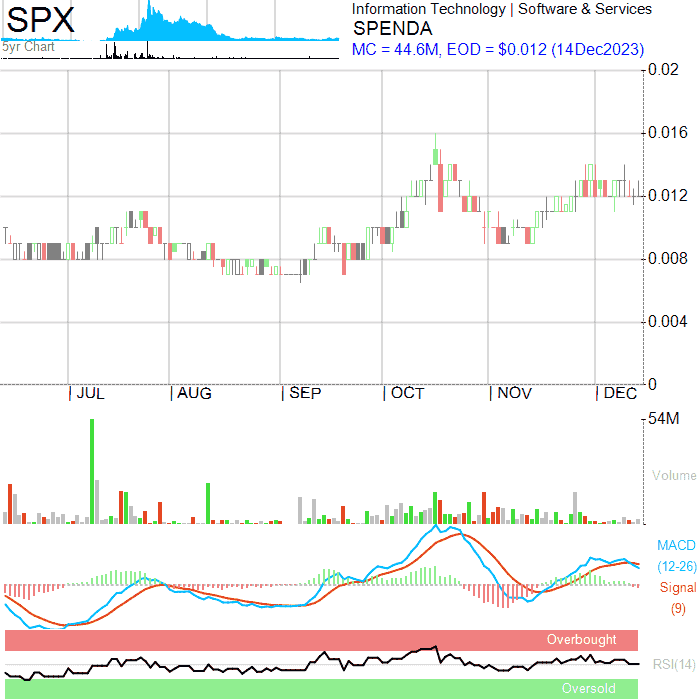 SPX
5yr Chart
Information Technology | Software & Services
SPENDA
MC = 44.6M, EOD = $0.012 (14Dec2023)
0.02
0.016
0.012
0.008
0.004
0
JUL AUG SEP OCT NOV DEC
54M
Volume
MACD
(12-26)
Signal
(9)
Overbought
RSI(14)
Oversold